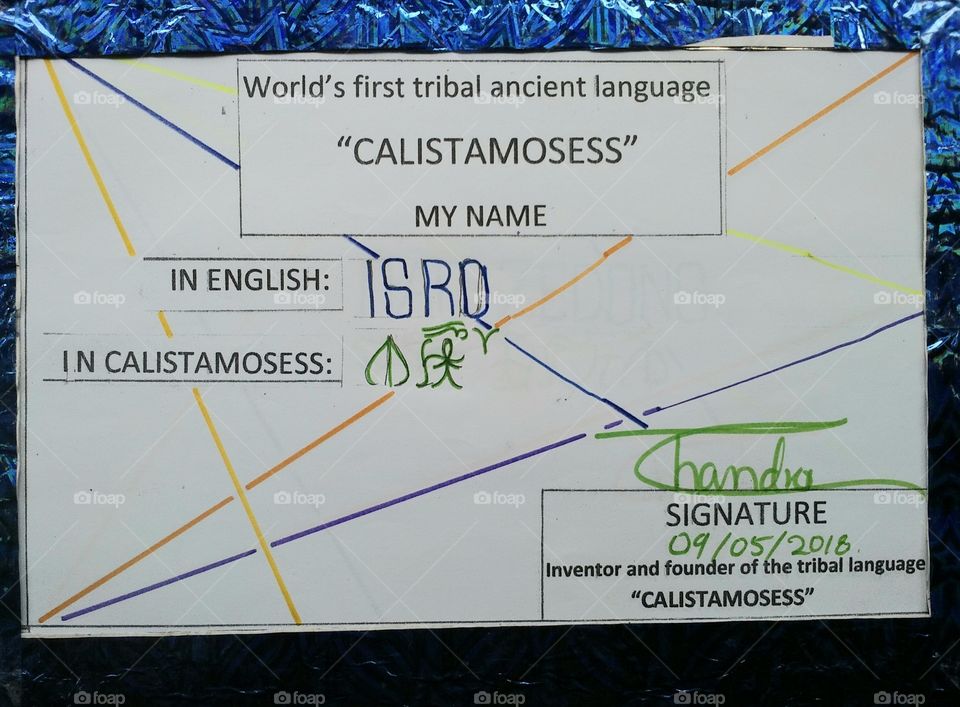 World's first tribal ancient language
"CALISTAMOSESS"
MY NAME
IN ENGLISH: ISRO
IN CALISTAMOSESS:
Chandra
SIGNATURE
09/05/2018
Inventor and founder of the tribal language
"CALISTAMOSESS"